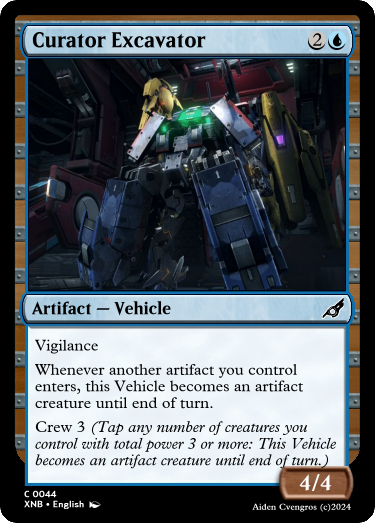 Curator Excavator 2
Artifact — Vehicle
Vigilance
Whenever another artifact you control
enters, this Vehicle becomes an artifact
creature until end of turn.
Crew 3 (Tap any number of creatures you
control with total power 3 or more: This Vehicle
becomes an artifact creature until end of turn.)
4/4
C 0044
XNB • English
Aiden Cvengros (c)2024